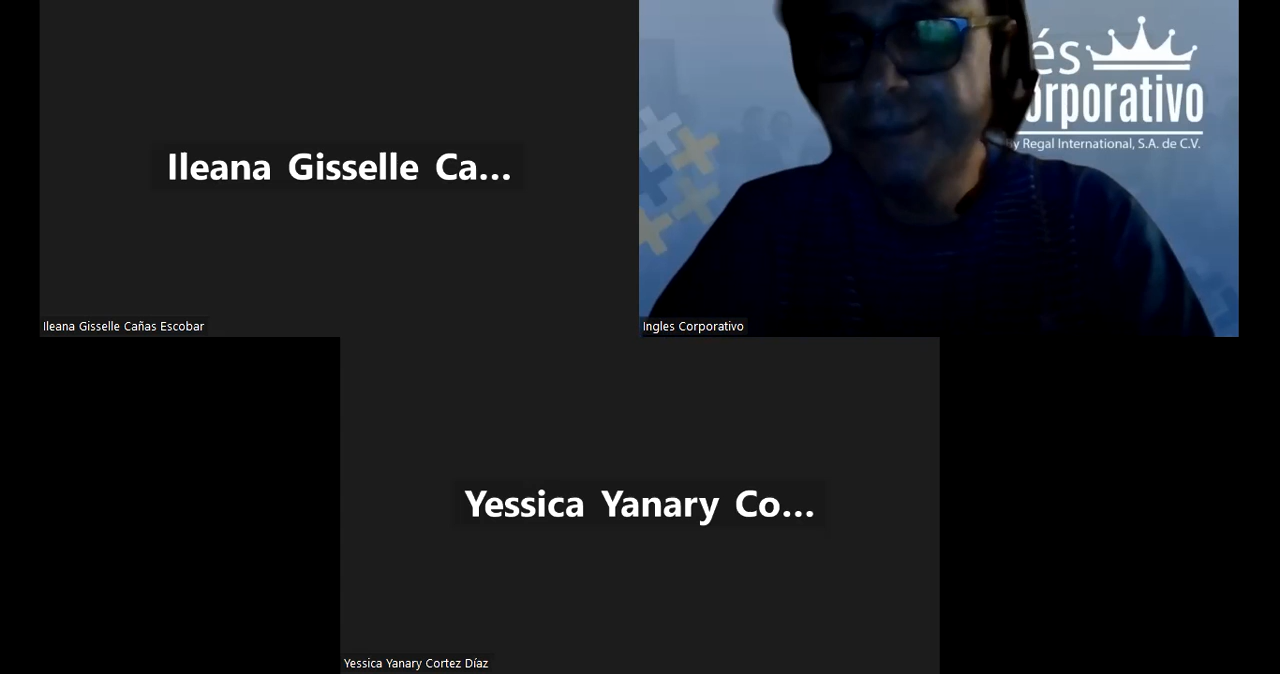 Ileana Gisselle Ca...
Ileana Gisselle Cañas Escobar
és
orporativo
y Regal International, S.A. de C.V.
Ingles Corporativo
Yessica Yanary Co...
Yessica Yanary Cortez Díaz